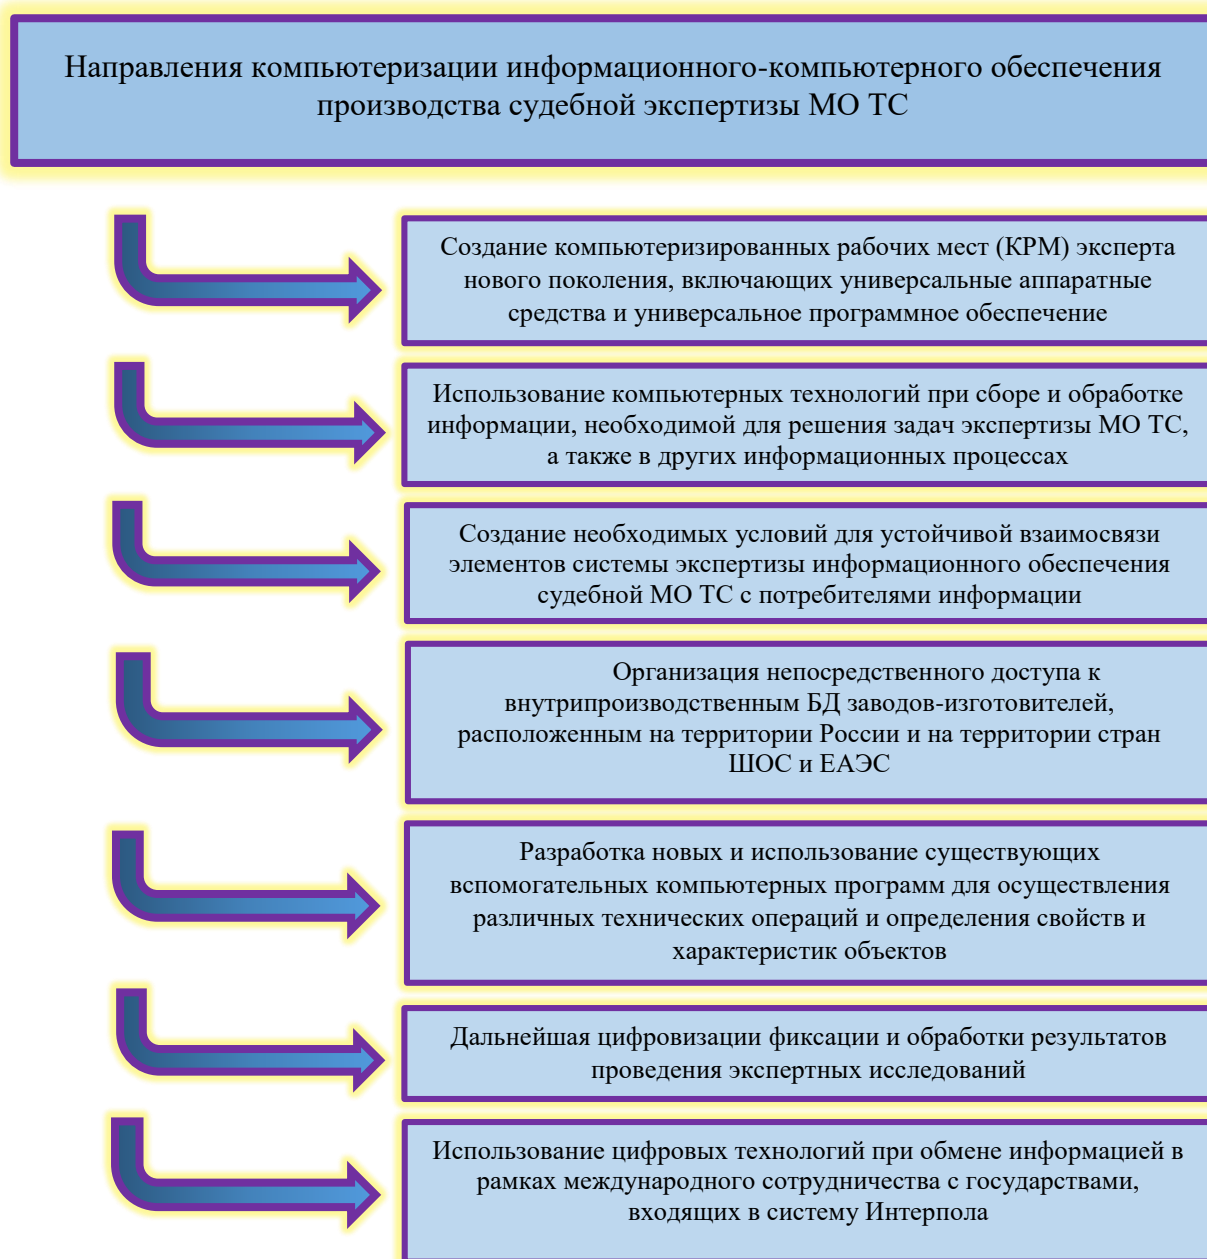 Направления компьютеризации информационного-компьютерного обеспечения
производства судебной экспертизы МО ТС
Создание компьютеризированных рабочих мест (КРМ) эксперта
нового поколения, включающих универсальные аппаратные
средства и универсальное программное обеспечение
Использование компьютерных технологий при сборе и обработке
информации, необходимой для решения задач экспертизы МО ТС,
а также в других информационных процессах
Создание необходимых условий для устойчивой взаимосвязи
элементов системы экспертизы информационного обеспечения
судебной МО ТС с потребителями информации
Организация непосредственного доступа к
внутрипроизводственным БД заводов-изготовителей,
расположенным на территории России и на территории стран
ШОС и ЕАЭС
Разработка новых и использование существующих
вспомогательных компьютерных программ для осуществления
различных технических операций и определения свойств и
характеристик объектов
Дальнейшая цифровизации фиксации и обработки результатов
проведения экспертных исследований
Использование цифровых технологий при обмене информацией в
рамках международного сотрудничества с государствами,
входящих в систему Интерпола